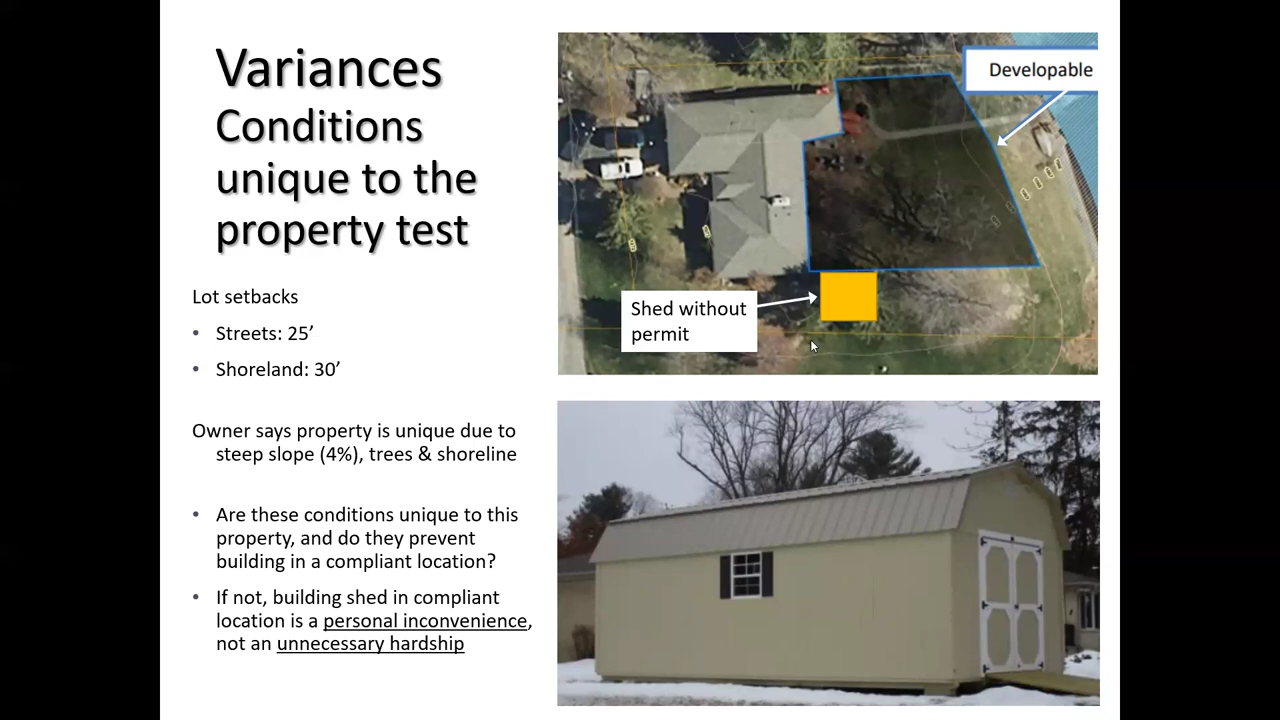 Variances
Conditions
unique to the
property test
Lot setbacks
• Streets: 25’
• Shoreland: 30’
Owner says property is unique due to
steep slope (4%), trees & shoreline
• Are these conditions unique to this
property, and do they prevent
building in a compliant location?
• If not, building shed in compliant
location is a personal inconvenience,
not an unnecessary hardship
Developable
Shed without
permit